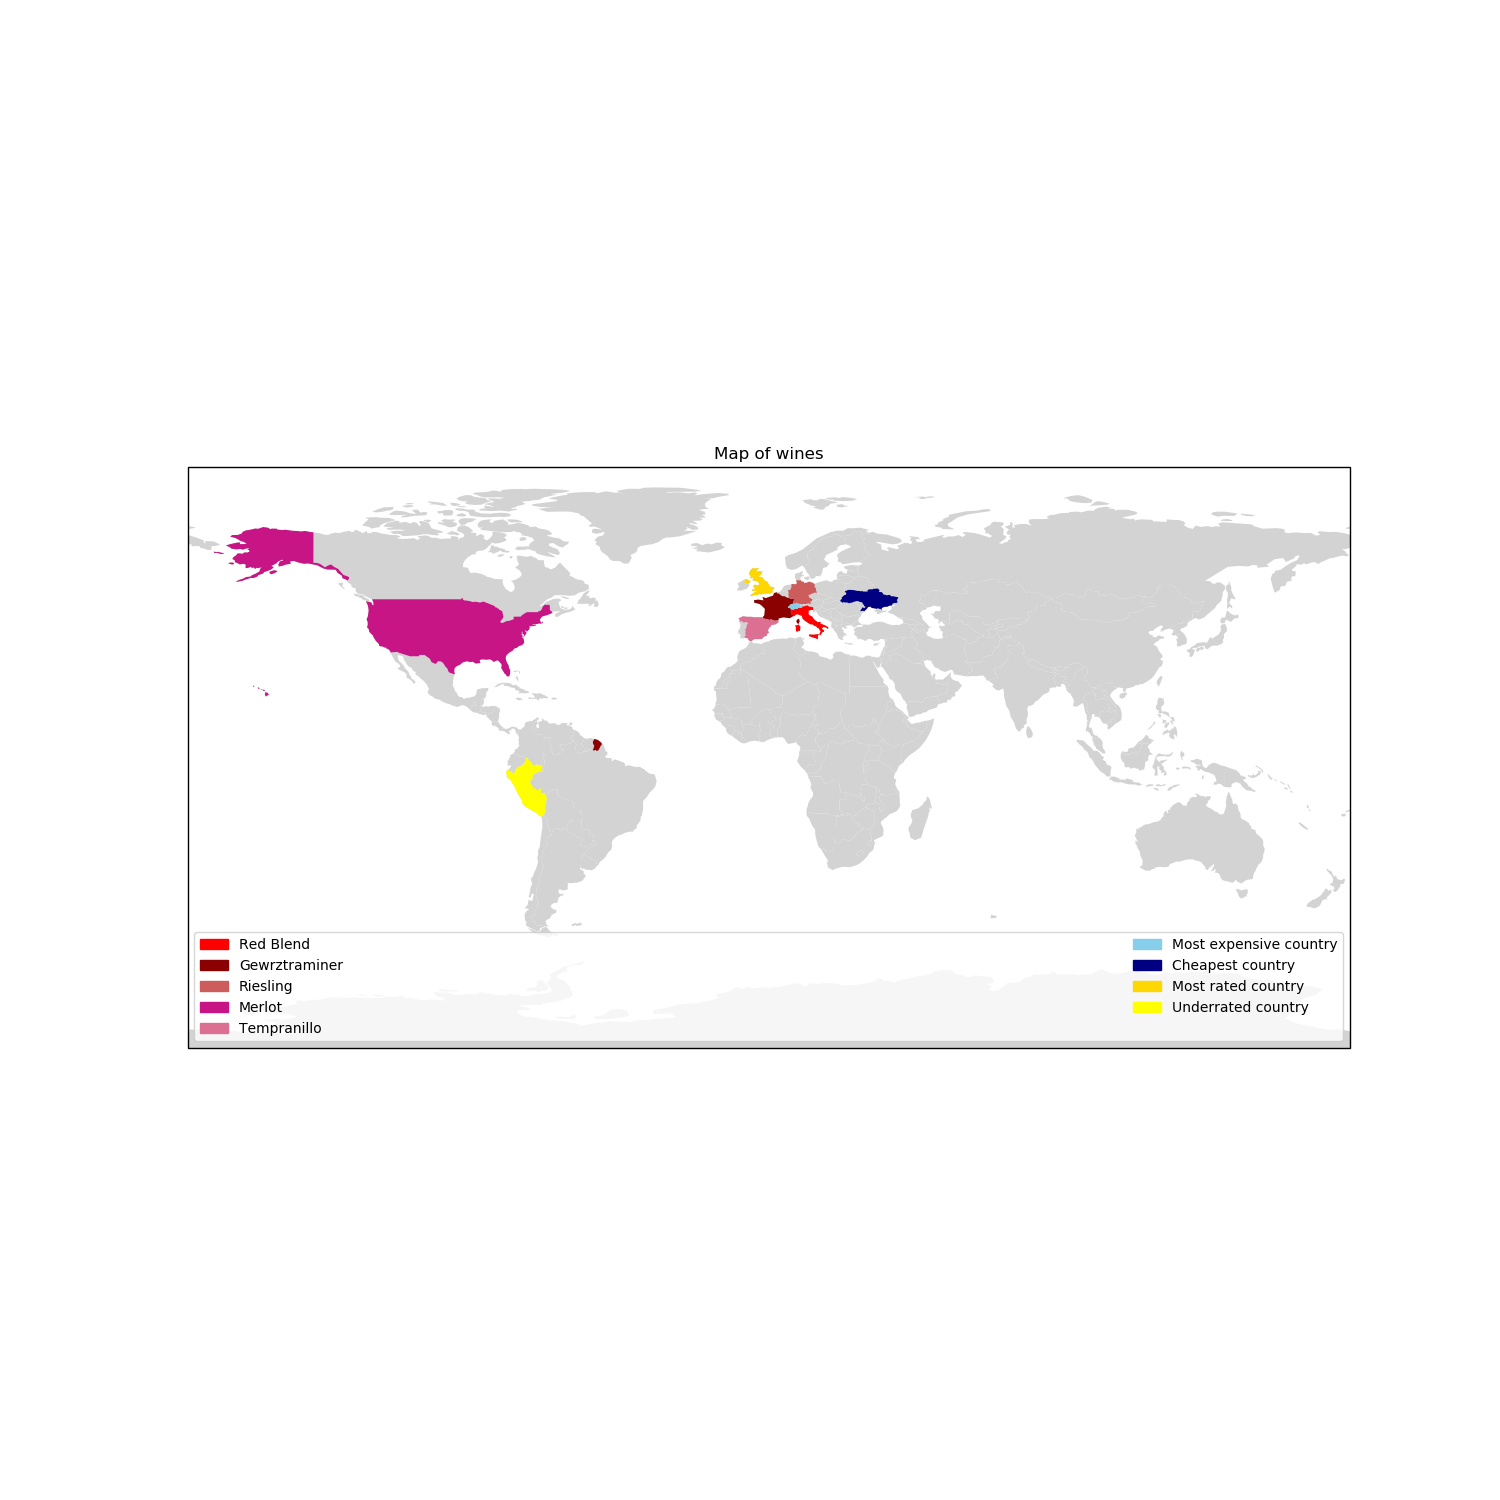 Map of wines
Red Blend
Gewrztraminer
Riesling
Merlot
Tempranillo
Most expensive country
Cheapest country
Most rated country
Underrated country